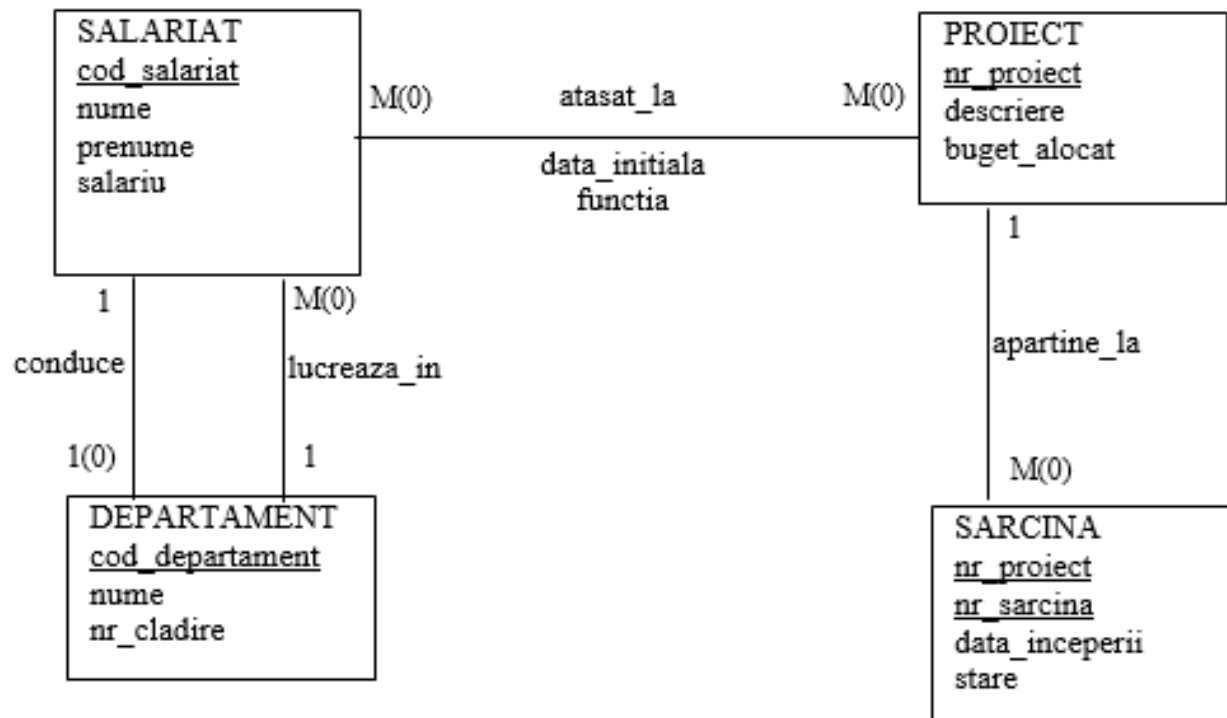 SALARIAT
cod_salariat
nume
prenume
salariu
M(0)
atasat_la
M(0)
data_initiala
functia
PROIECT
nr_proiect
descriere
buget_alocat
1
conduce
1(0)
M(0)
lucreaza_in
1
1
apartine_la
M(0)
DEPARTAMENT
cod_departament
nume
nr_cladire
SARCINA
nr_proiect
nr_sarcina
data_inceperii
stare